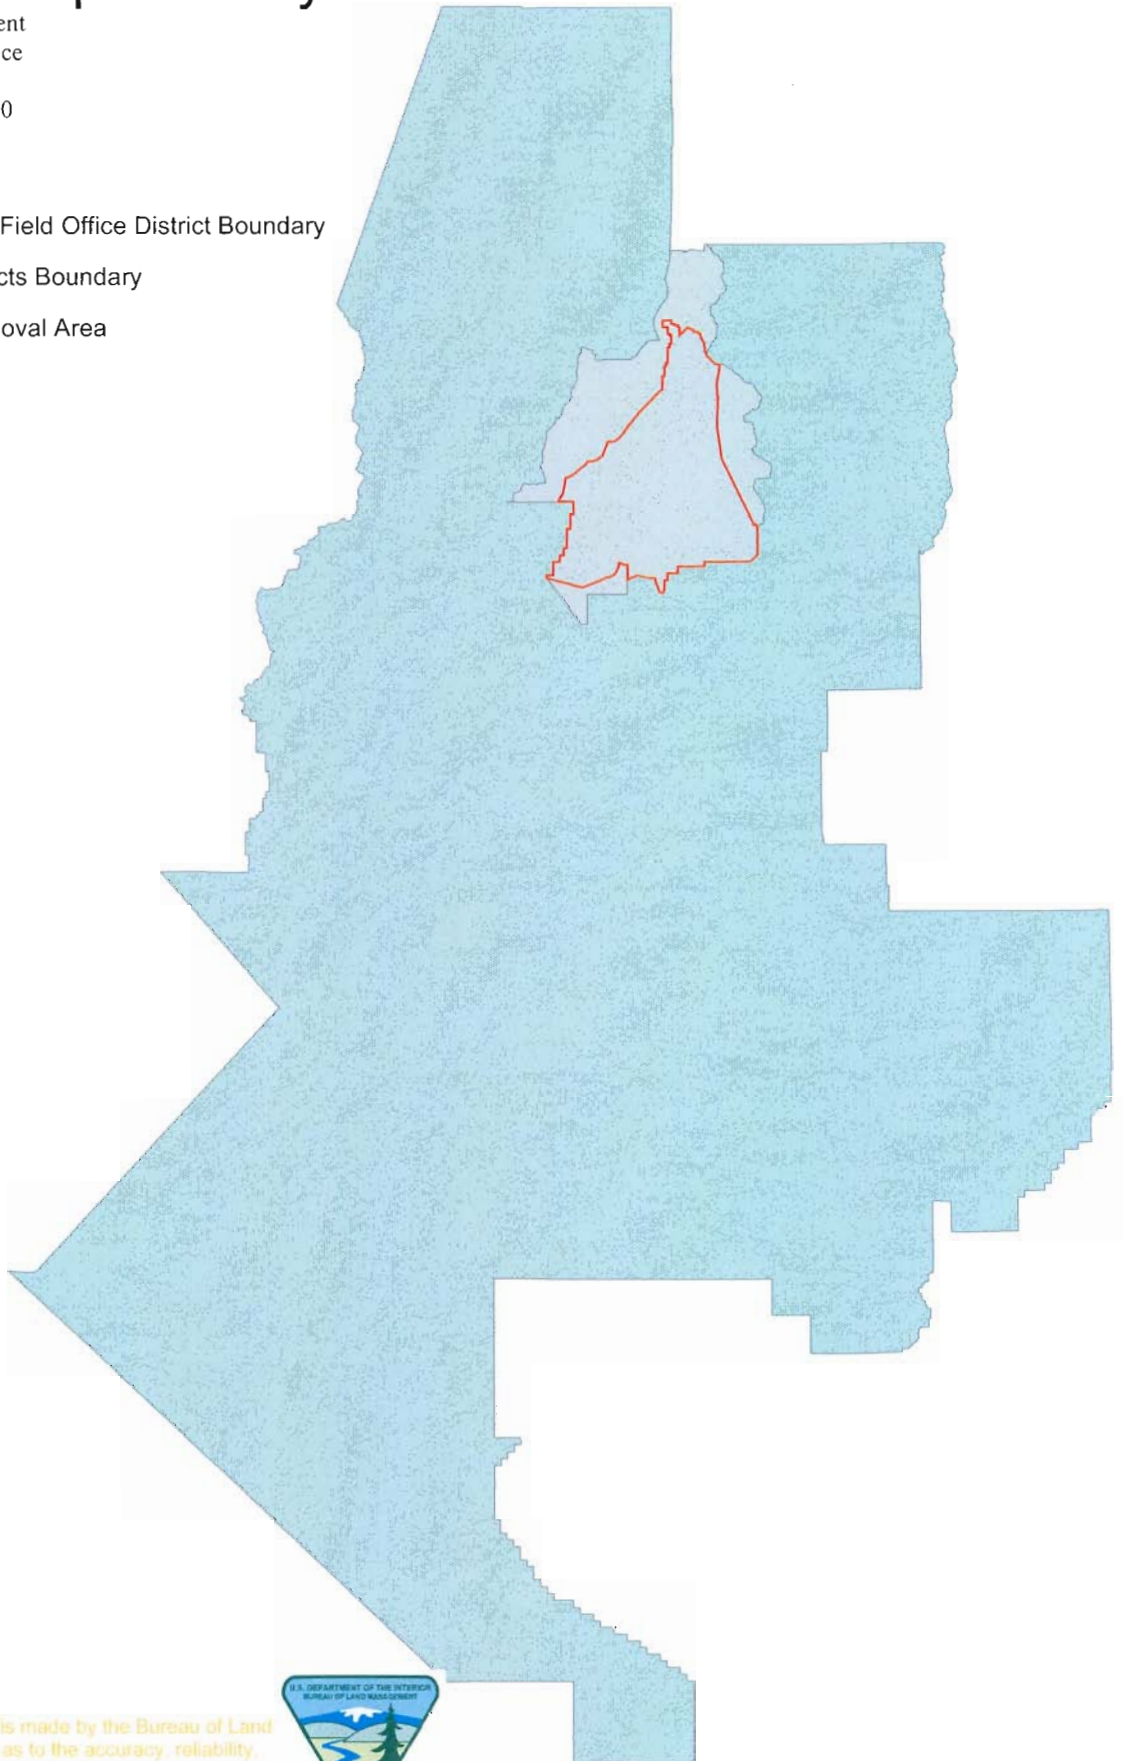 ent
ce
0
Field Office District Boundary
cts Boundary
oval Area
U.S. DEPARTMENT OF THE INTERIOR
BUREAU OF LAND MANAGEMENT
is made by the Bureau of Land
as to the accuracy, reliability,